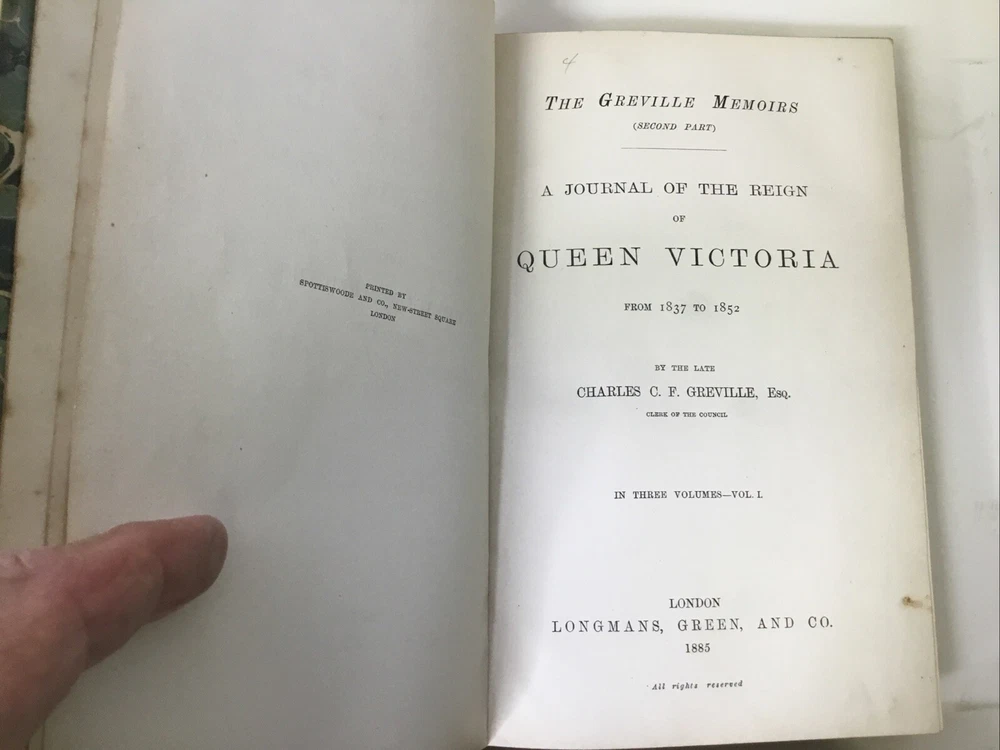 PRINTED BY
SPOTTISWOODE AND CO., NEW-STREET SQUARE
LONDON
4
THE GREVILLE MEMOIRS
(SECOND PART)
A JOURNAL OF THE REIGN
OF
QUEEN VICTORIA
FROM 1837 TO 1852
BY THE LATE
CHARLES C. F. GREVILLE, ESQ.
CLERK OF THE COUNCIL
IN THREE VOLUMES—VOL. I.
LONDON
LONGMANS, GREEN, AND CO.
1885
All rights reserved